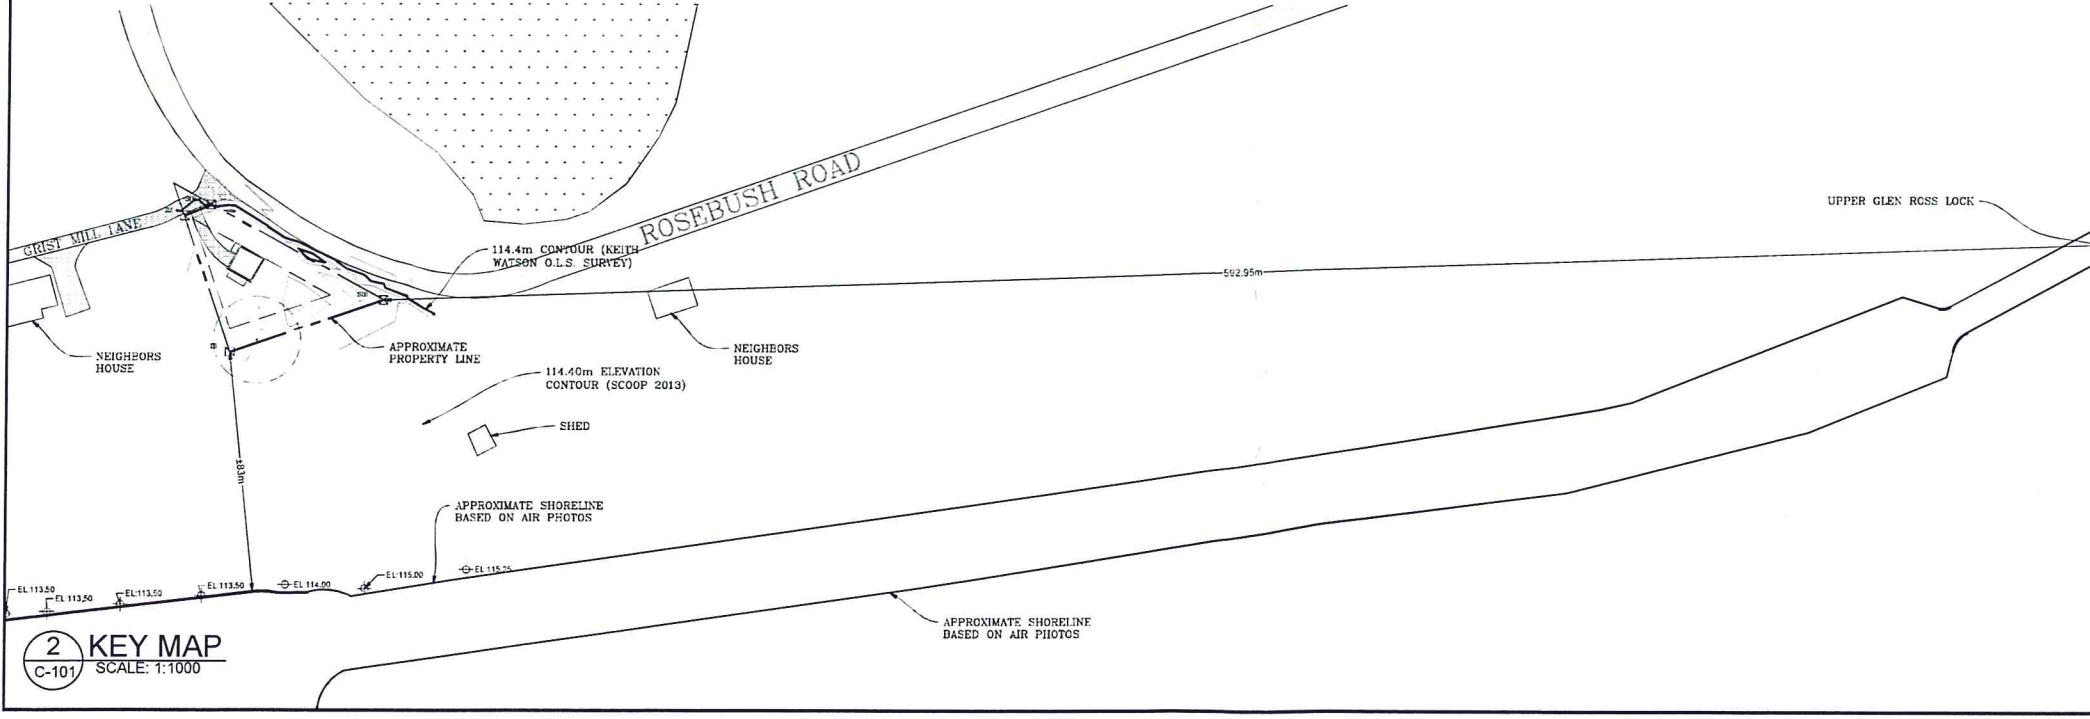 ROSEBUSH ROAD
UPPER GLEN ROSS LOCK
GRIST MILL LANE
114.4m CONTOUR (KEITH
WATSON O.L.S. SURVEY)
592.95m
NEIGHBORS
HOUSE
APPROXIMATE
PROPERTY LINE
NEIGHBORS
HOUSE
114.40m ELEVATION
CONTOUR (SCOOP 2013)
SHED
±83m
APPROXIMATE SHORELINE
BASED ON AIR PHOTOS
EL:113.50
EL:113.50
EL:113.50
EL:113.50
EL:114.00
EL:115.00
EL:115.25
APPROXIMATE SHORELINE
BASED ON AIR PHOTOS
2
C-101
KEY MAP
SCALE: 1:1000